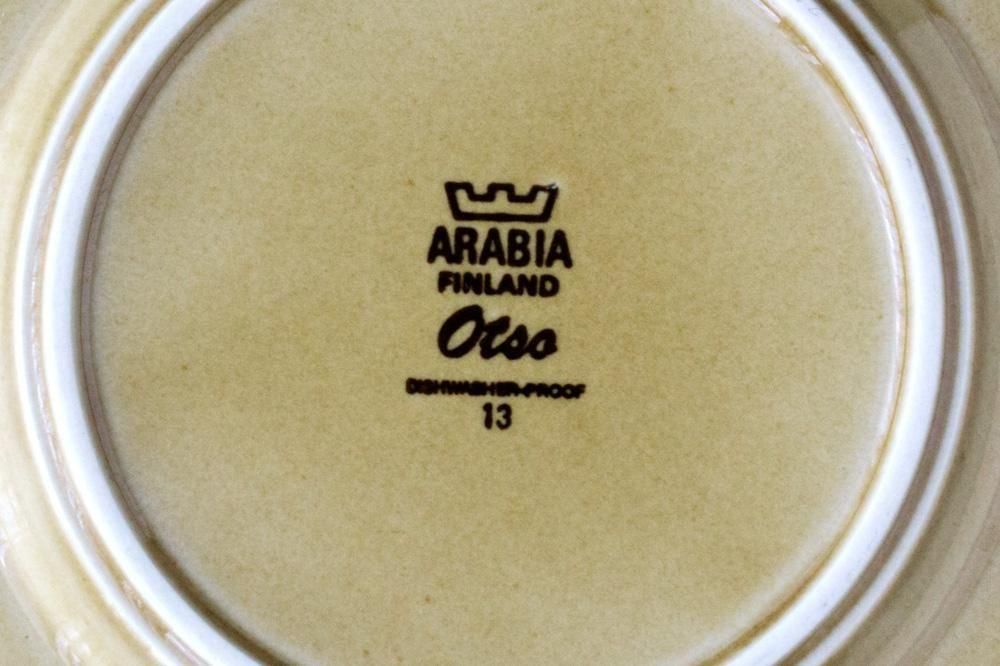 ARABIA
FINLAND
Otso
DISHWASHER-PROOF
13